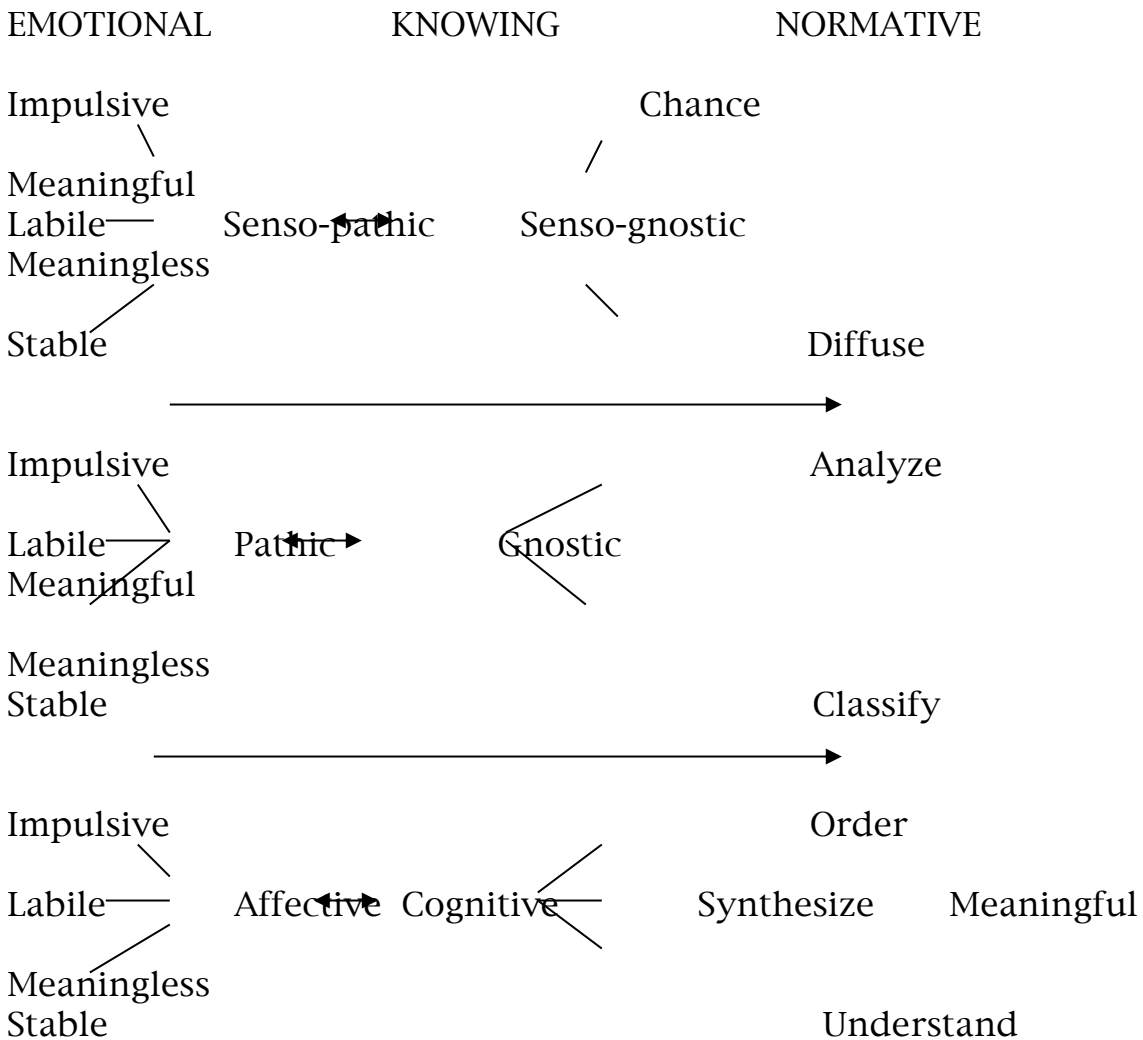 EMOTIONAL KNOWING NORMATIVE
Impulsive Chance
Meaningful
Labile Senso-pathic Senso-gnostic
Meaningless
Stable Diffuse
Impulsive Analyze
Labile Pathic Gnostic
Meaningful
Meaningless
Stable Classify
Impulsive Order
Labile Affective Cognitive Synthesize Meaningful
Meaningless
Stable Understand